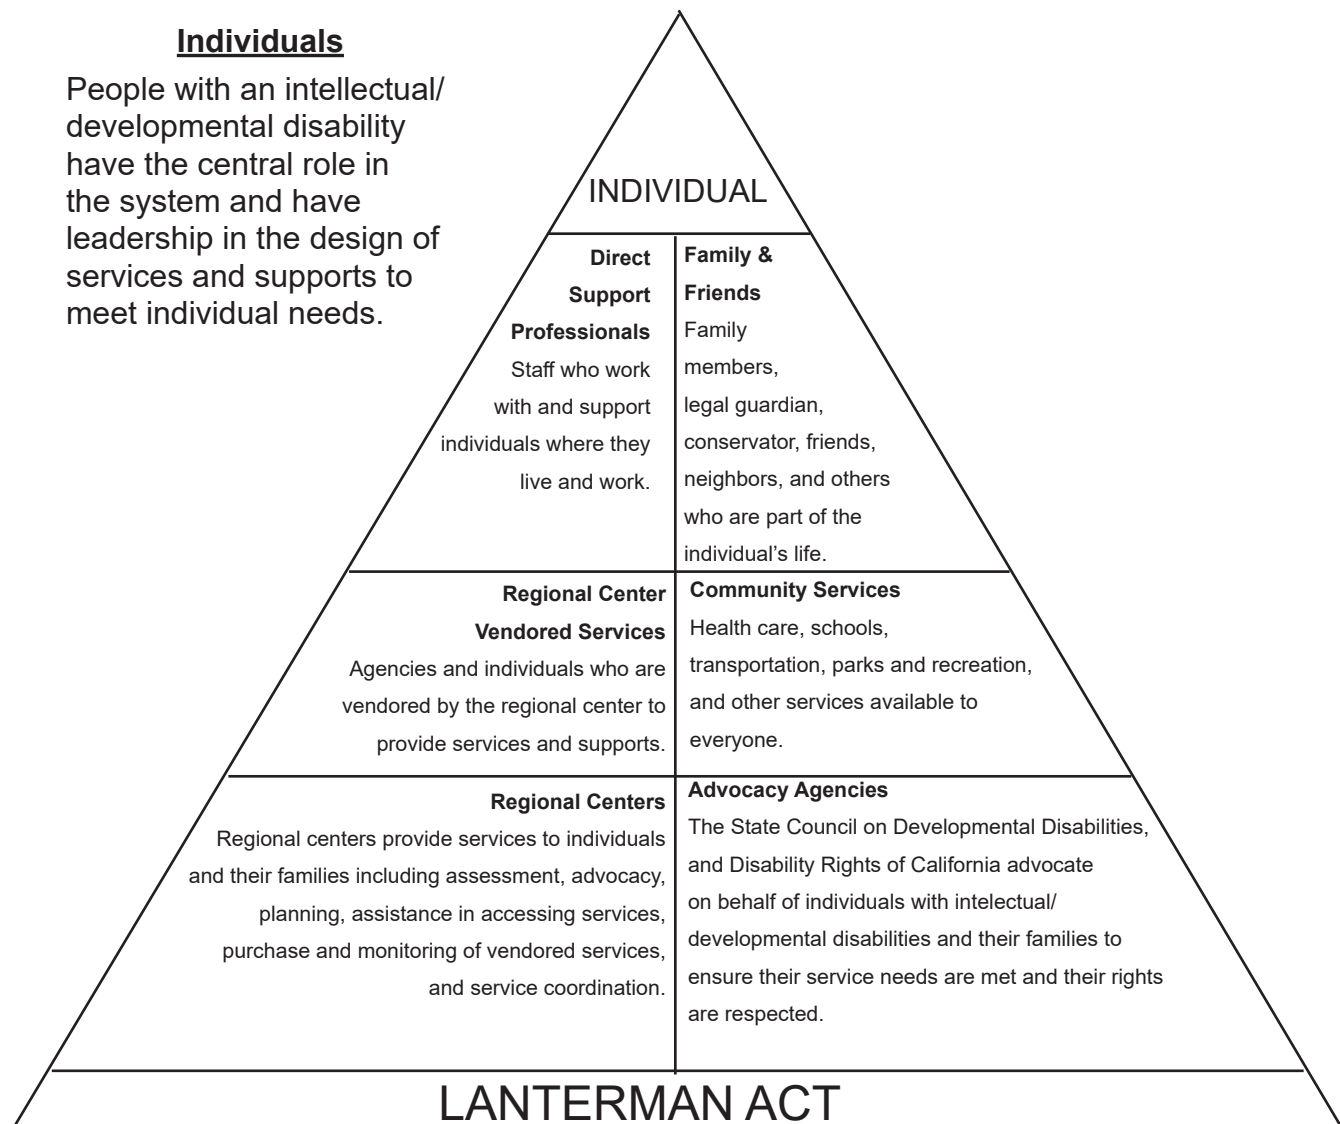 Individuals
People with an intellectual/
developmental disability
have the central role in
the system and have
leadership in the design of
services and supports to
meet individual needs.
INDIVIDUAL
Direct
Support
Professionals
Staff who work
with and support
individuals where they
live and work.
Family &
Friends
Family
members,
legal guardian,
conservator, friends,
neighbors, and others
who are part of the
individual’s life.
Regional Center
Vendored Services
Agencies and individuals who are
vendored by the regional center to
provide services and supports.
Community Services
Health care, schools,
transportation, parks and recreation,
and other services available to
everyone.
Regional Centers
Regional centers provide services to individuals
and their families including assessment, advocacy,
planning, assistance in accessing services,
purchase and monitoring of vendored services,
and service coordination.
Advocacy Agencies
The State Council on Developmental Disabilities,
and Disability Rights of California advocate
on behalf of individuals with intelectual/
developmental disabilities and their families to
ensure their service needs are met and their rights
are respected.
LANTERMAN ACT